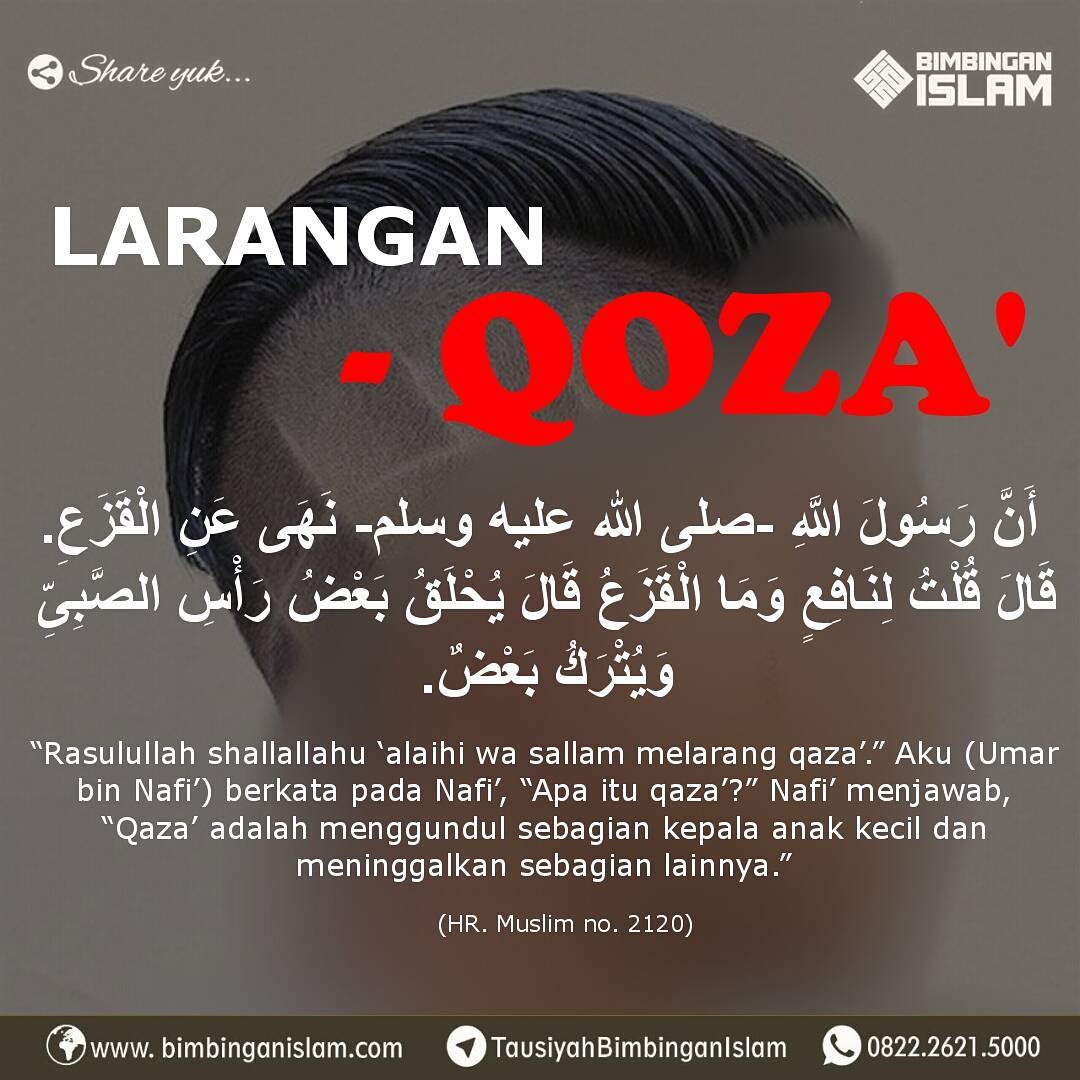 Share yuk...
BIMBINGAN
ISLAM
LARANGAN
- QOZA'
أَنَّ رَسُولَ اللَّهِ -صلى الله عليه وسلم- نَهَى عَنِ الْقَزَعِ.
قَالَ قُلْتُ لِنَافِعٍ وَمَا الْقَزَعُ قَالَ يُحْلَقُ بَعْضُ رَأْسِ الصَّبِىِّ
وَيُتْرَكُ بَعْضٌ.
“Rasulullah shallallahu ‘alaihi wa sallam melarang qaza’.” Aku (Umar
bin Nafi’) berkata pada Nafi’, “Apa itu qaza’?” Nafi’ menjawab,
“Qaza’ adalah menggundul sebagian kepala anak kecil dan
meninggalkan sebagian lainnya.”
(HR. Muslim no. 2120)
www. bimbinganislam.com TausiyahBimbinganIslam 0822.2621.5000